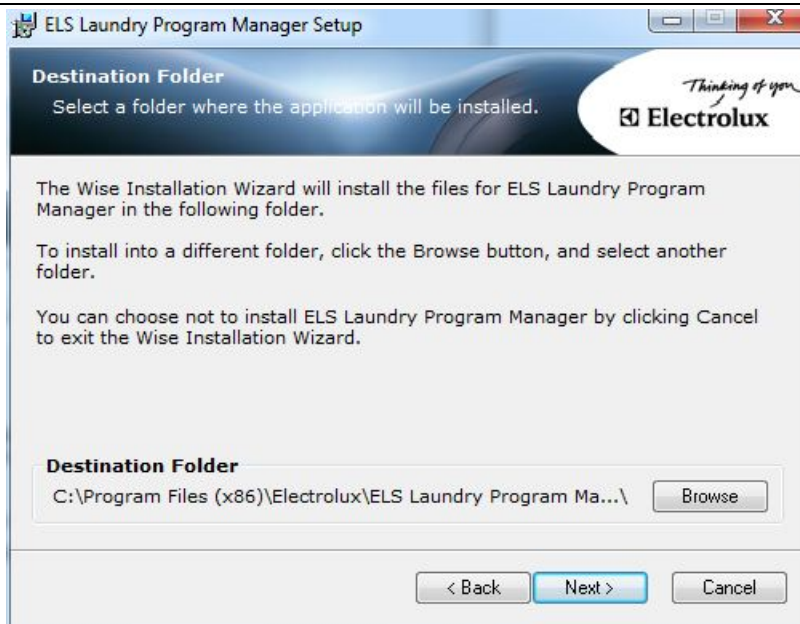 ELS Laundry Program Manager Setup
Destination Folder
Select a folder where the application will be installed.
Thinking of you
Electrolux
The Wise Installation Wizard will install the files for ELS Laundry Program
Manager in the following folder.
To install into a different folder, click the Browse button, and select another
folder.
You can choose not to install ELS Laundry Program Manager by clicking Cancel
to exit the Wise Installation Wizard.
Destination Folder
C:\Program Files (x86)\Electrolux\ELS Laundry Program Ma...\ Browse
< Back Next > Cancel